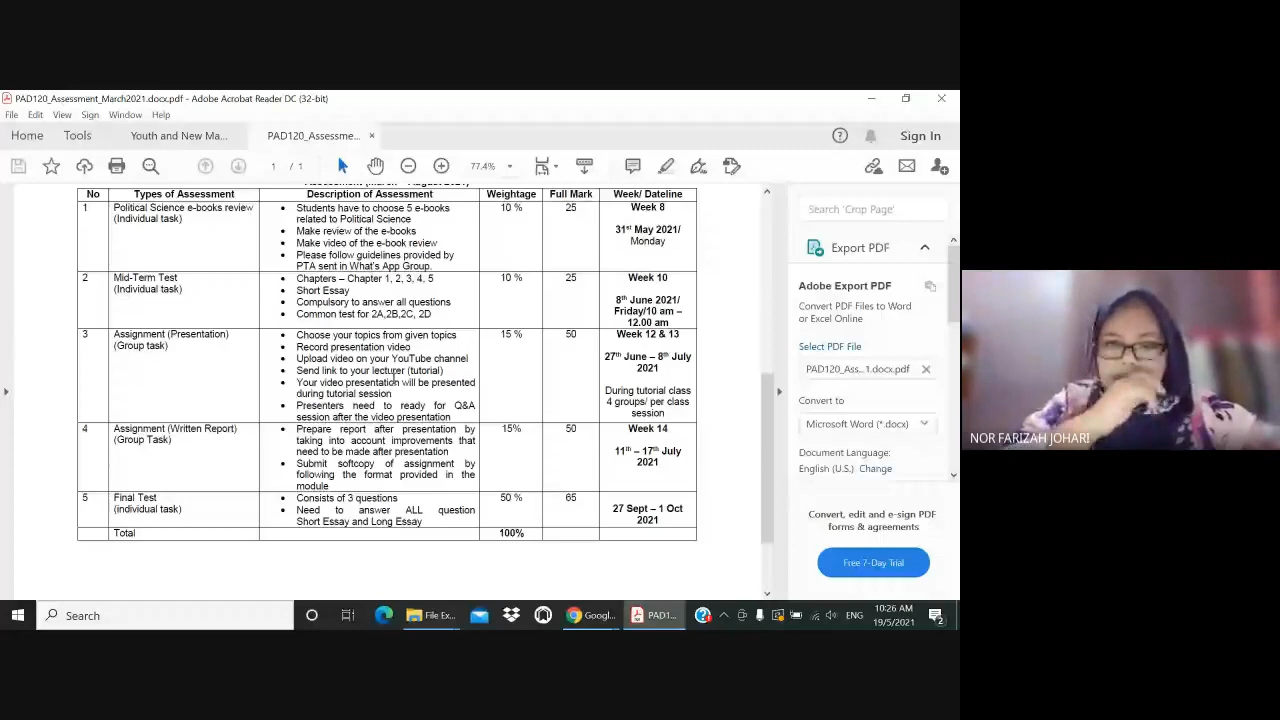 PAD120_Assessment_March2021.docx.pdf - Adobe Acrobat Reader DC (32-bit)
File Edit View Sign Window Help
Home Tools Youth and New Ma... PAD120_Assessme... × Sign In
1 / 1 77.4%
No Types of Assessment Description of Assessment Weightage Full Mark Week/ Dateline
1 Political Science e-books review (Individual task)
• Students have to choose 5 e-books
related to Political Science
• Make review of the e-books
• Make video of the e-book review
• Please follow guidelines provided by
PTA sent in What's App Group.
10 % 25
Week 8
31st May 2021/
Monday
2 Mid-Term Test
(Individual task)
• Chapters – Chapter 1, 2, 3, 4, 5
• Short Essay
• Compulsory to answer all questions
• Common test for 2A,2B,2C, 2D
10 % 25
Week 10
8th June 2021/
Friday/10 am –
12.00 am
3 Assignment (Presentation)
(Group task)
• Choose your topics from given topics
• Record presentation video
• Upload video on your YouTube channel
• Send link to your lecturer (tutorial)
• Your video presentation will be presented
during tutorial session
• Presenters need to ready for Q&A
session after the video presentation
15 % 50
Week 12 & 13
27th June – 8th July
2021
During tutorial class
4 groups/ per class
session
4 Assignment (Written Report)
(Group Task)
• Prepare report after presentation by
taking into account improvements that
need to be made after presentation
• Submit softcopy of assignment by
following the format provided in the
module
15% 50
Week 14
11th – 17th July
2021
5 Final Test
(individual task)
• Consists of 3 questions
• Need to answer ALL question
Short Essay and Long Essay
50 % 65
27 Sept – 1 Oct
2021
Total 100%
Search 'Crop Page'
Export PDF
Adobe Export PDF
Convert PDF Files to Word
or Excel Online
Select PDF File
PAD120_Ass...1.docx.pdf ×
Convert to
Microsoft Word (*.docx)
Document Language:
English (U.S.) Change
Convert, edit and e-sign PDF
forms & agreements
Free 7-Day Trial
NOR FARIZAH JOHARI
Search File Ex... Googl... PAD1... ENG 10:26 AM
19/5/2021 2